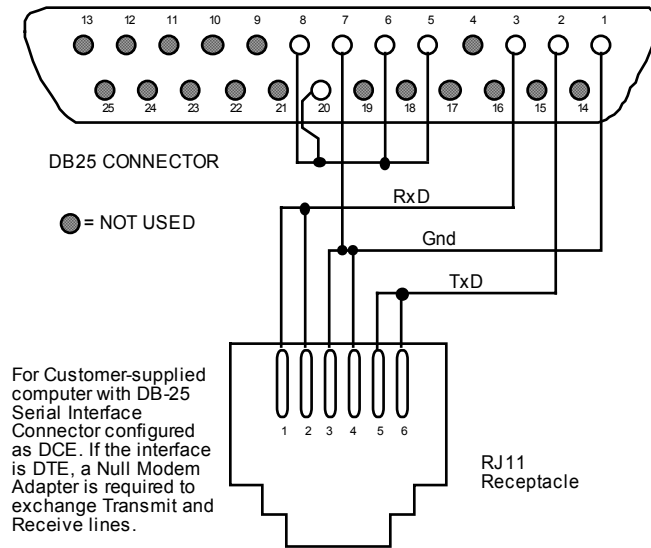 13 12 11 10 9 8 7 6 5 4 3 2 1
25 24 23 22 21 20 19 18 17 16 15 14
DB25 CONNECTOR
= NOT USED
RxD
Gnd
TxD
For Customer-supplied
computer with DB-25
Serial Interface
Connector configured
as DCE. If the interface
is DTE, a Null Modem
Adapter is required to
exchange Transmit and
Receive lines.
1 2 3 4 5 6
RJ11
Receptacle